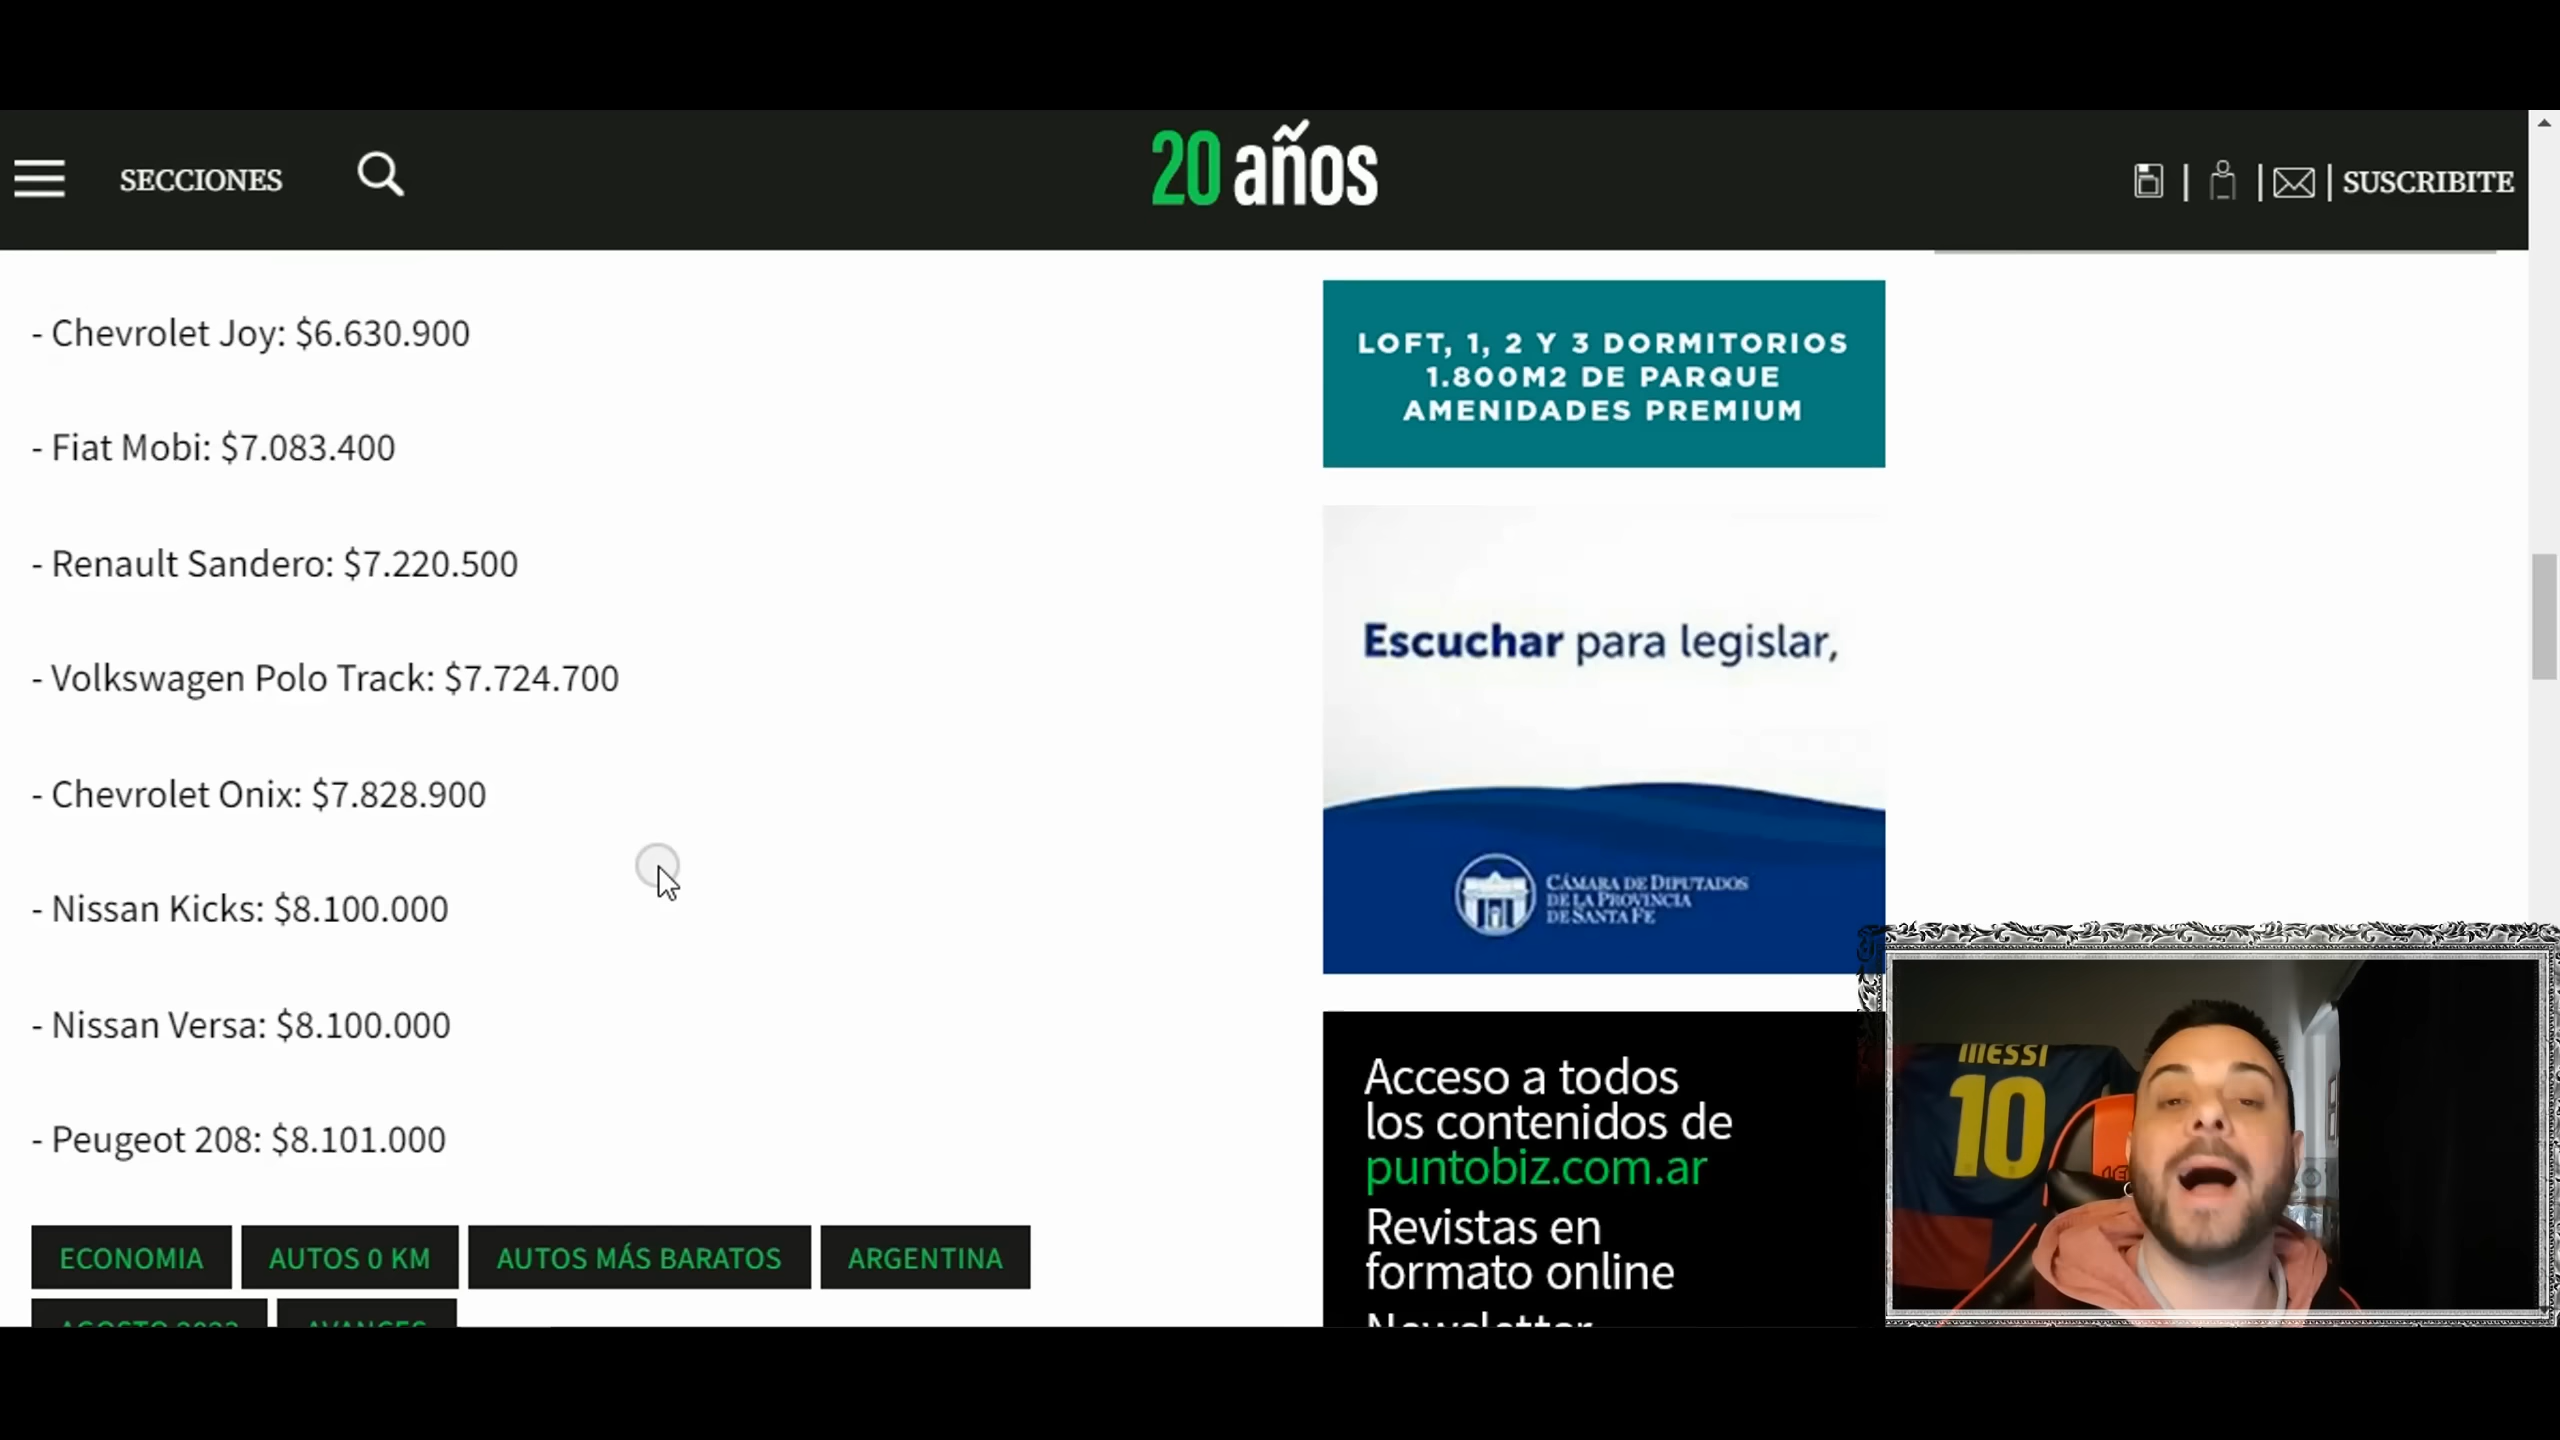 SECCIONES
20 años
SUSCRIBITE
- Chevrolet Joy: $6.630.900
- Fiat Mobi: $7.083.400
- Renault Sandero: $7.220.500
- Volkswagen Polo Track: $7.724.700
- Chevrolet Onix: $7.828.900
- Nissan Kicks: $8.100.000
- Nissan Versa: $8.100.000
- Peugeot 208: $8.101.000
ECONOMIA
AUTOS 0 KM
AUTOS MÁS BARATOS
ARGENTINA
AGOSTO 2023
AVANCES
LOFT, 1, 2 Y 3 DORMITORIOS
1.800M2 DE PARQUE
AMENIDADES PREMIUM
Escuchar para legislar,
CÁMARA DE DIPUTADOS
DE LA PROVINCIA
DE SANTA FE
Acceso a todos
los contenidos de
puntobiz.com.ar
Revistas en
formato online
Newsletter
MESSI
10